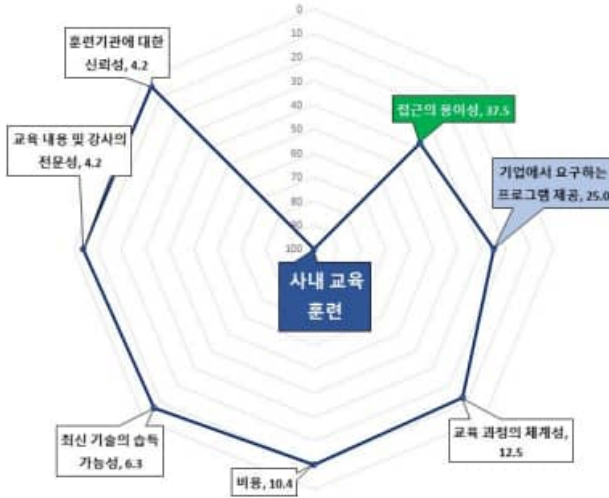 0
10
20
30
40
50
60
70
80
90
100
훈련기관에 대한
신뢰성, 4.2
접근의 용이성, 37.5
교육 내용 및 강사의
전문성, 4.2
기업에서 요구하는
프로그램 제공, 25.0
사내 교육
훈련
최신 기술의 습득
가능성, 6.3
비용, 10.4
교육 과정의 체계성,
12.5